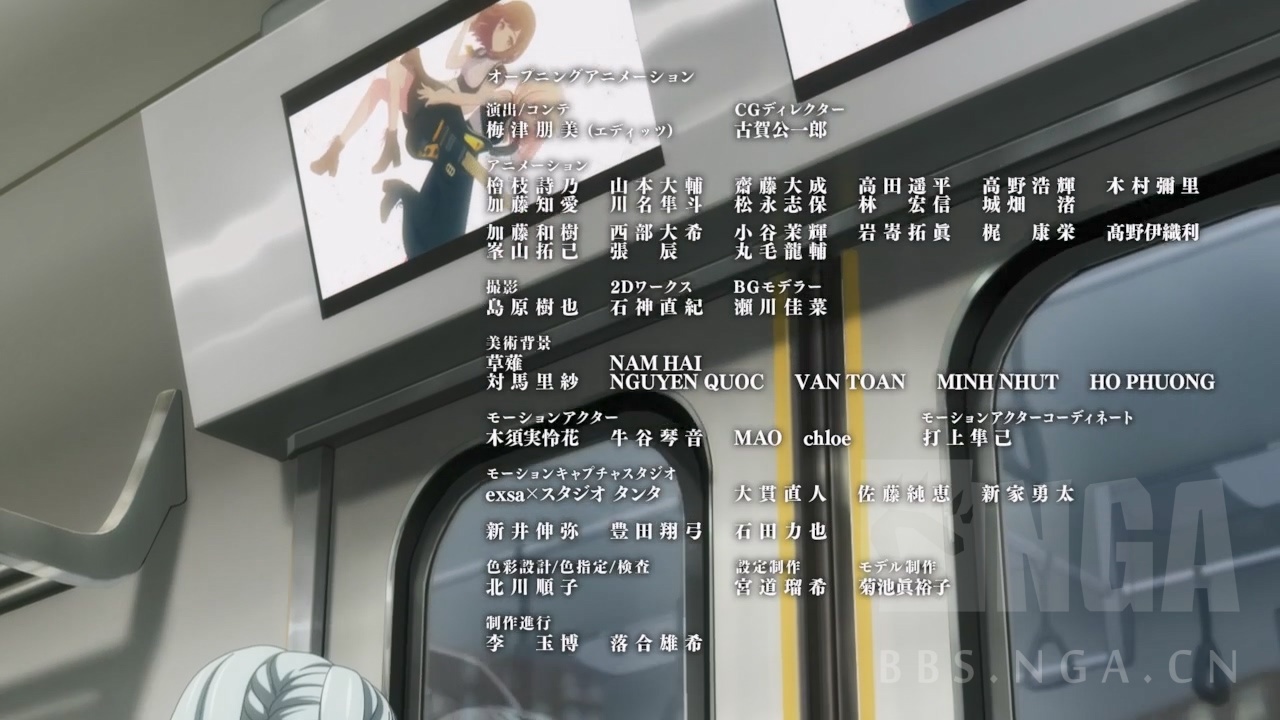 オープニングアニメーション
演出/コンテ CGディレクター
梅津朋美（エディッツ） 古賀公一郎
アニメーション
檜枝詩乃 山本大輔 齋藤大成 高田遥平 高野浩輝 木村彌里
加藤知愛 川名隼斗 松永志保 林 宏信 城畑 渚
加藤和樹 西部大希 小谷茉輝 岩嵜拓眞 梶 康栄 髙野伊織利
峯山拓己 張 辰 丸毛龍輔
撮影 2Dワークス BGモデラー
島原樹也 石神直紀 瀬川佳菜
美術背景
草薙 NAM HAI
対馬里紗 NGUYEN QUOC VAN TOAN MINH NHUT HO PHUONG
モーションアクター モーションアクターコーディネート
木須実怜花 牛谷琴音 MAO chloe 打上隼己
モーションキャプチャスタジオ
exsa×スタジオ タンタ 大貫直人 佐藤純恵 新家勇太
新井伸弥 豊田翔弓 石田力也
色彩設計/色指定/検査 設定制作 モデル制作
北川順子 宮道瑠希 菊池眞裕子
制作進行
李 玉博 落合雄希
NGA
BBS.NGA.CN